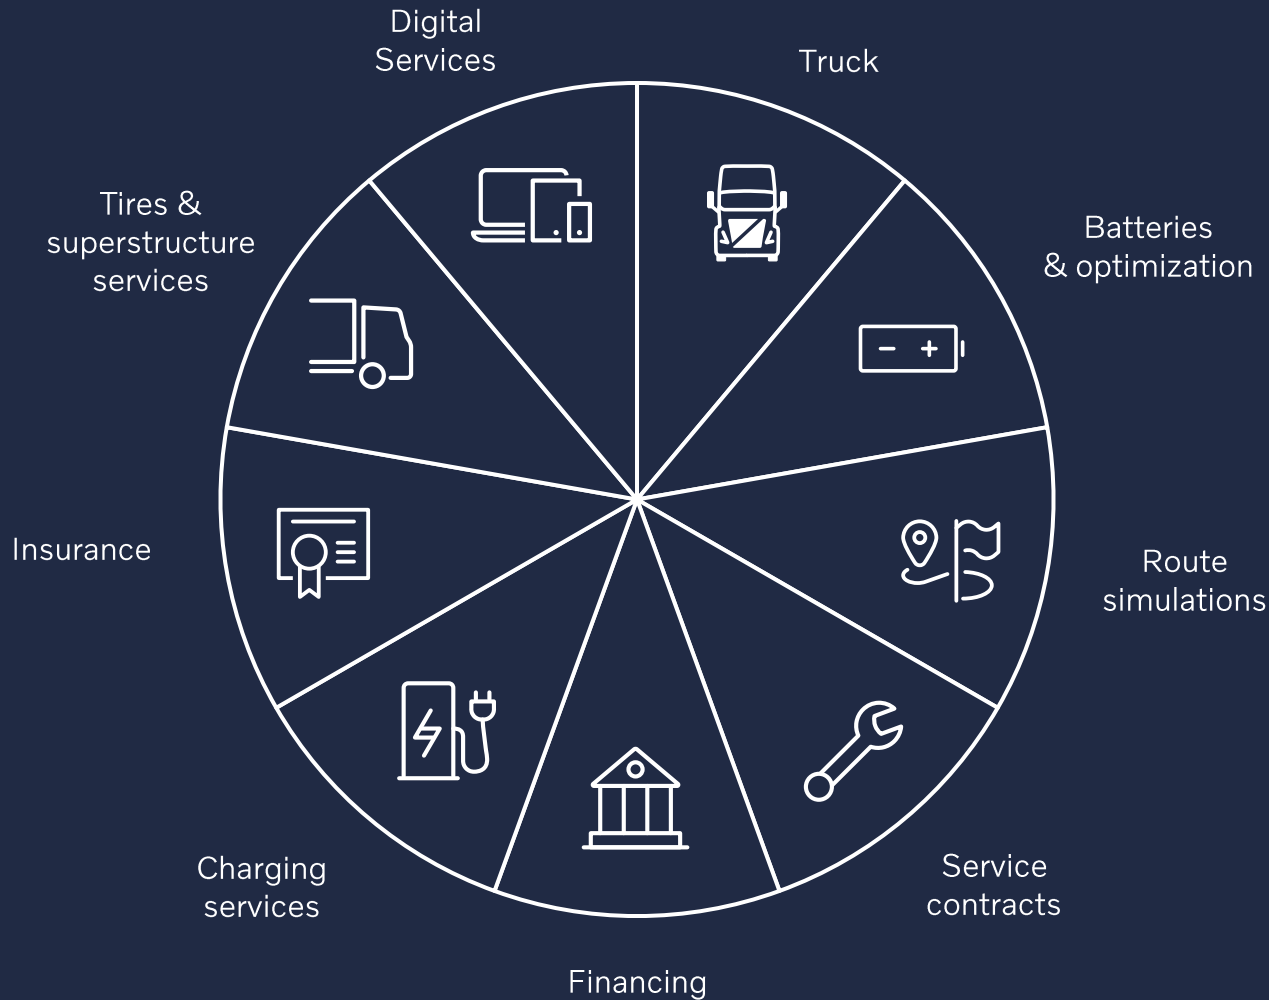 Digital
Services
Truck
Tires &
superstructure
services
Batteries
& optimization
Insurance
Route
simulations
Charging
services
Service
contracts
Financing